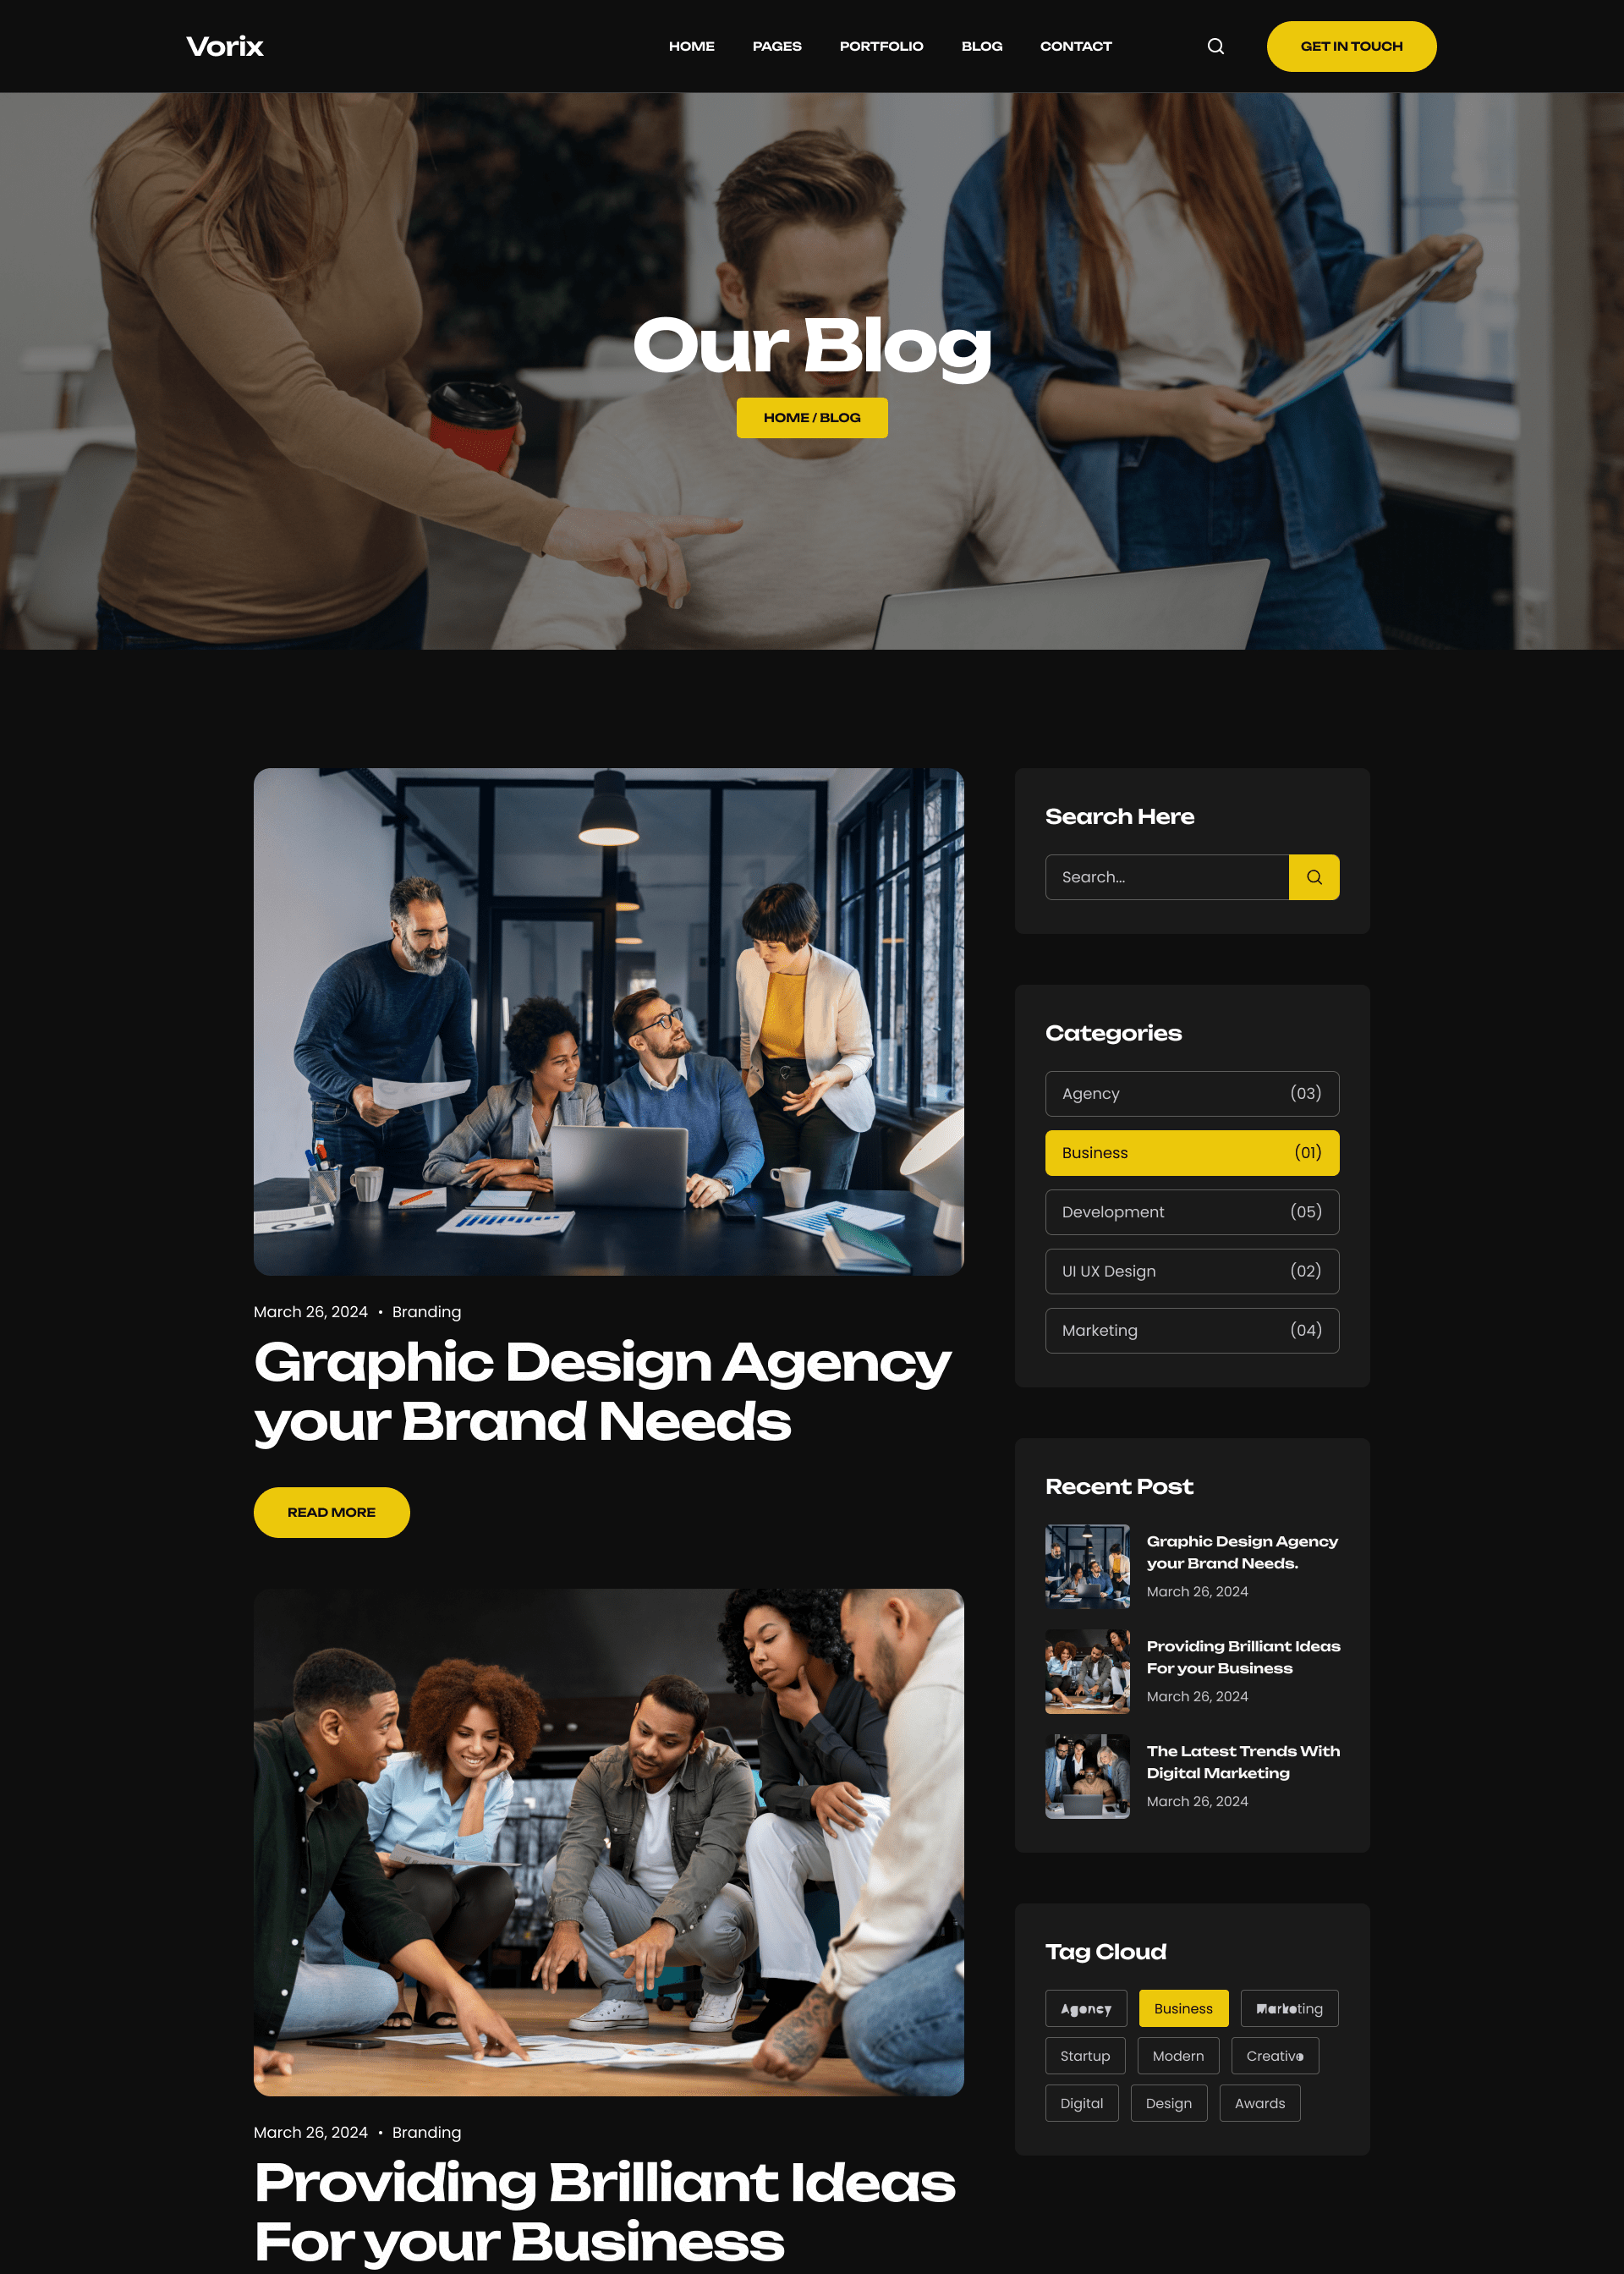 Vorix
HOME
PAGES
PORTFOLIO
BLOG
CONTACT
GET IN TOUCH
Our Blog
HOME / BLOG
March 26, 2024 • Branding
Graphic Design Agency
your Brand Needs
READ MORE
March 26, 2024 • Branding
Providing Brilliant Ideas
For your Business
Search Here
Search...
Categories
Agency (03)
Business (01)
Development (05)
UI UX Design (02)
Marketing (04)
Recent Post
Graphic Design Agency
your Brand Needs.
March 26, 2024
Providing Brilliant Ideas
For your Business
March 26, 2024
The Latest Trends With
Digital Marketing
March 26, 2024
Tag Cloud
Agency
Business
Marketing
Startup
Modern
Creative
Digital
Design
Awards